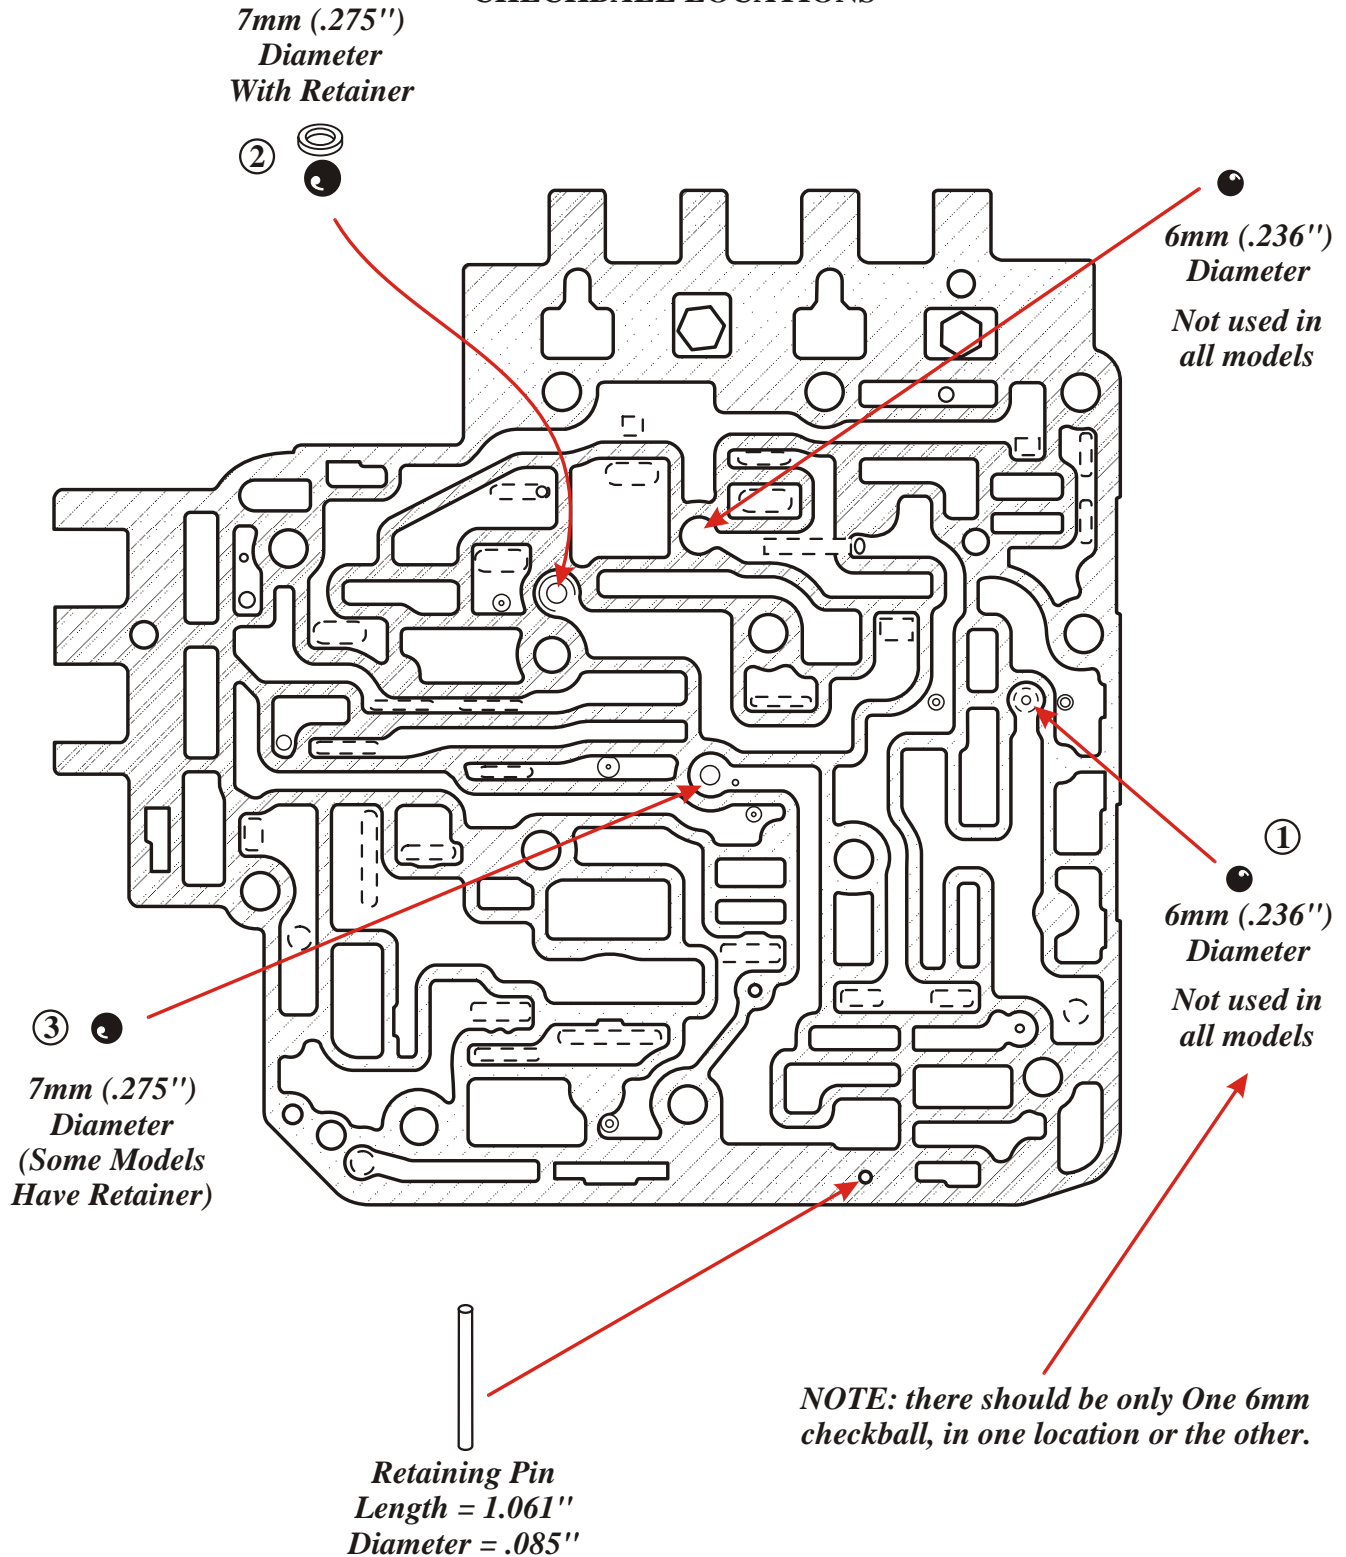 CHECKBALL LOCATIONS
7mm (.275")
Diameter
With Retainer
2
6mm (.236")
Diameter
Not used in
all models
1
6mm (.236")
Diameter
Not used in
all models
3
7mm (.275")
Diameter
(Some Models
Have Retainer)
NOTE: there should be only One 6mm
checkball, in one location or the other.
Retaining Pin
Length = 1.061"
Diameter = .085"